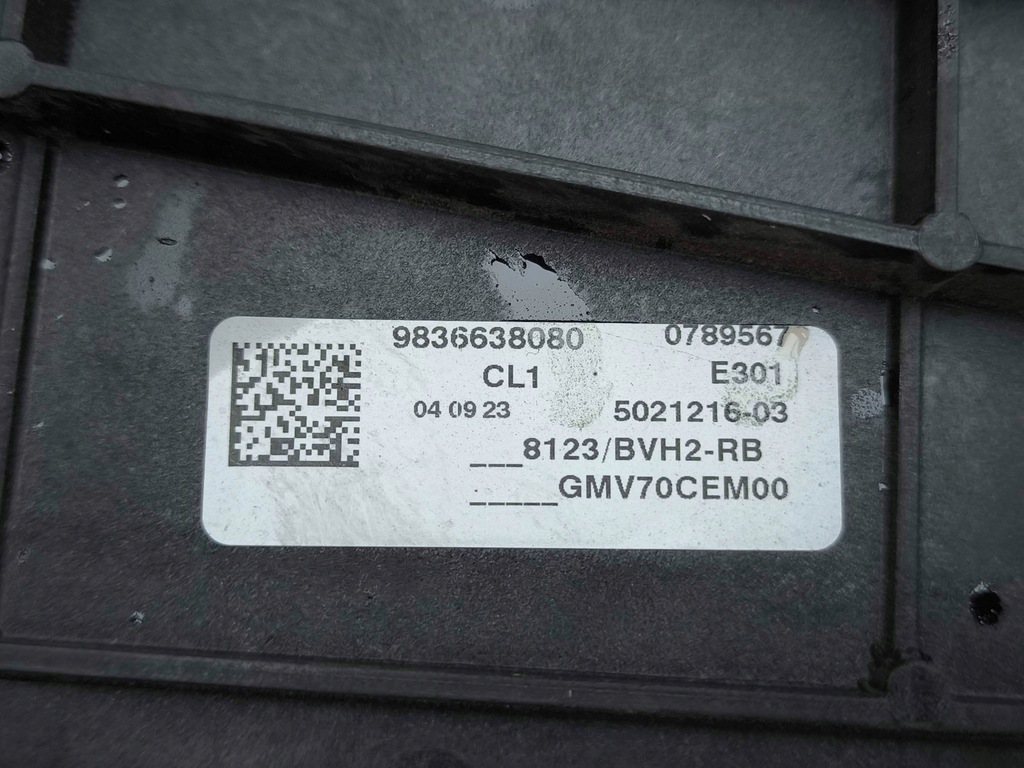 9836638080 0789567
CL1 E301
04 09 23 5021216-03
___8123/BVH2-RB
_____GMV70CEM00